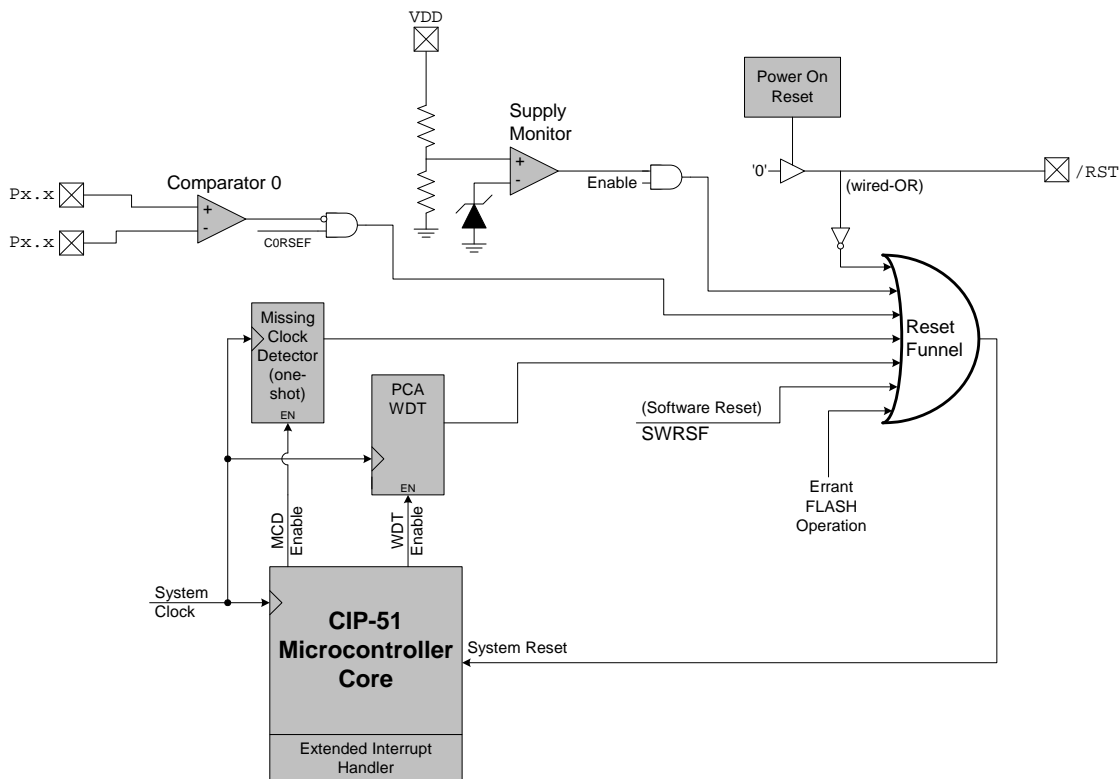 VDD
Power On
Reset
Supply
Monitor
+
-
Enable
'0'
/RST
(wired-OR)
Px.x
Px.x
Comparator 0
+
-
C0RSEF
Missing
Clock
Detector
(one-
shot)
EN
PCA
WDT
EN
(Software Reset)
SWRSF
Errant
FLASH
Operation
Reset
Funnel
MCD
Enable
WDT
Enable
System
Clock
CIP-51
Microcontroller
Core
System Reset
Extended Interrupt
Handler